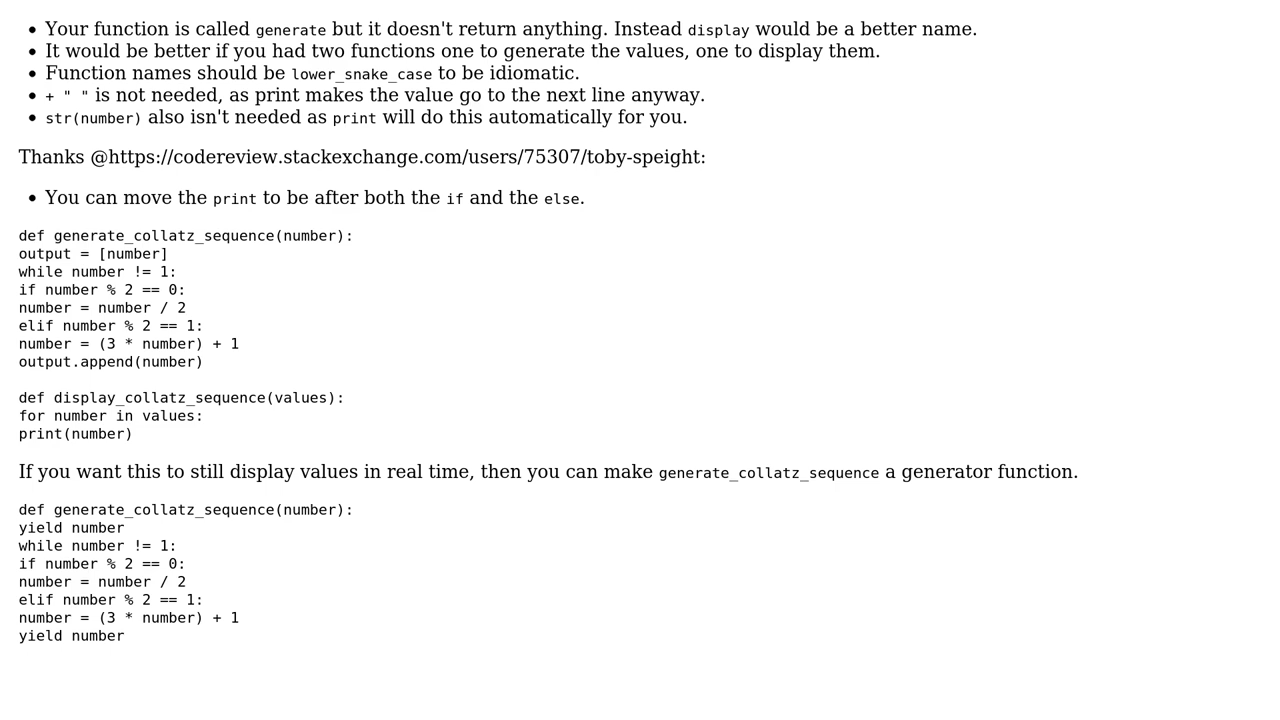 • Your function is called generate but it doesn't return anything. Instead display would be a better name.
• It would be better if you had two functions one to generate the values, one to display them.
• Function names should be lower_snake_case to be idiomatic.
• + " " is not needed, as print makes the value go to the next line anyway.
• str(number) also isn't needed as print will do this automatically for you.
Thanks @https://codereview.stackexchange.com/users/75307/toby-speight:
• You can move the print to be after both the if and the else.
def generate_collatz_sequence(number):
output = [number]
while number != 1:
if number % 2 == 0:
number = number / 2
elif number % 2 == 1:
number = (3 * number) + 1
output.append(number)
def display_collatz_sequence(values):
for number in values:
print(number)
If you want this to still display values in real time, then you can make generate_collatz_sequence a generator function.
def generate_collatz_sequence(number):
yield number
while number != 1:
if number % 2 == 0:
number = number / 2
elif number % 2 == 1:
number = (3 * number) + 1
yield number